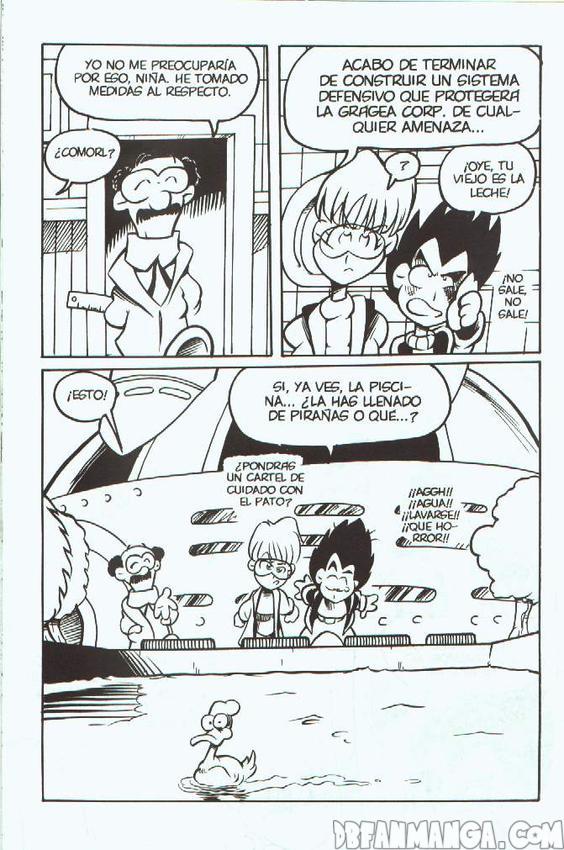 YO NO ME PREOCUPARÍA
POR ESO, NIÑA. HE TOMADO
MEDIDAS AL RESPECTO.
¿COMORL?
ACABO DE TERMINAR
DE CONSTRUIR UN SISTEMA
DEFENSIVO QUE PROTEGERÁ
LA GRAGEA CORP. DE CUAL-
QUIER AMENAZA...
?
¡OYE, TU
VIEJO ES LA
LECHE!
¡NO
SALE,
NO
SALE!
¡ESTO!
SI, YA VES, LA PISCI-
NA... ¿LA HAS LLENADO
DE PIRAÑAS O QUE...?
¿PONDRÁS
UN CARTEL DE
CUIDADO CON
EL PATO?
¡¡AGGH!!
¡¡AGUA!!
¡¡LAVARSE!!
¡¡QUE HO-
RROR!!
DBFANMANGA.COM